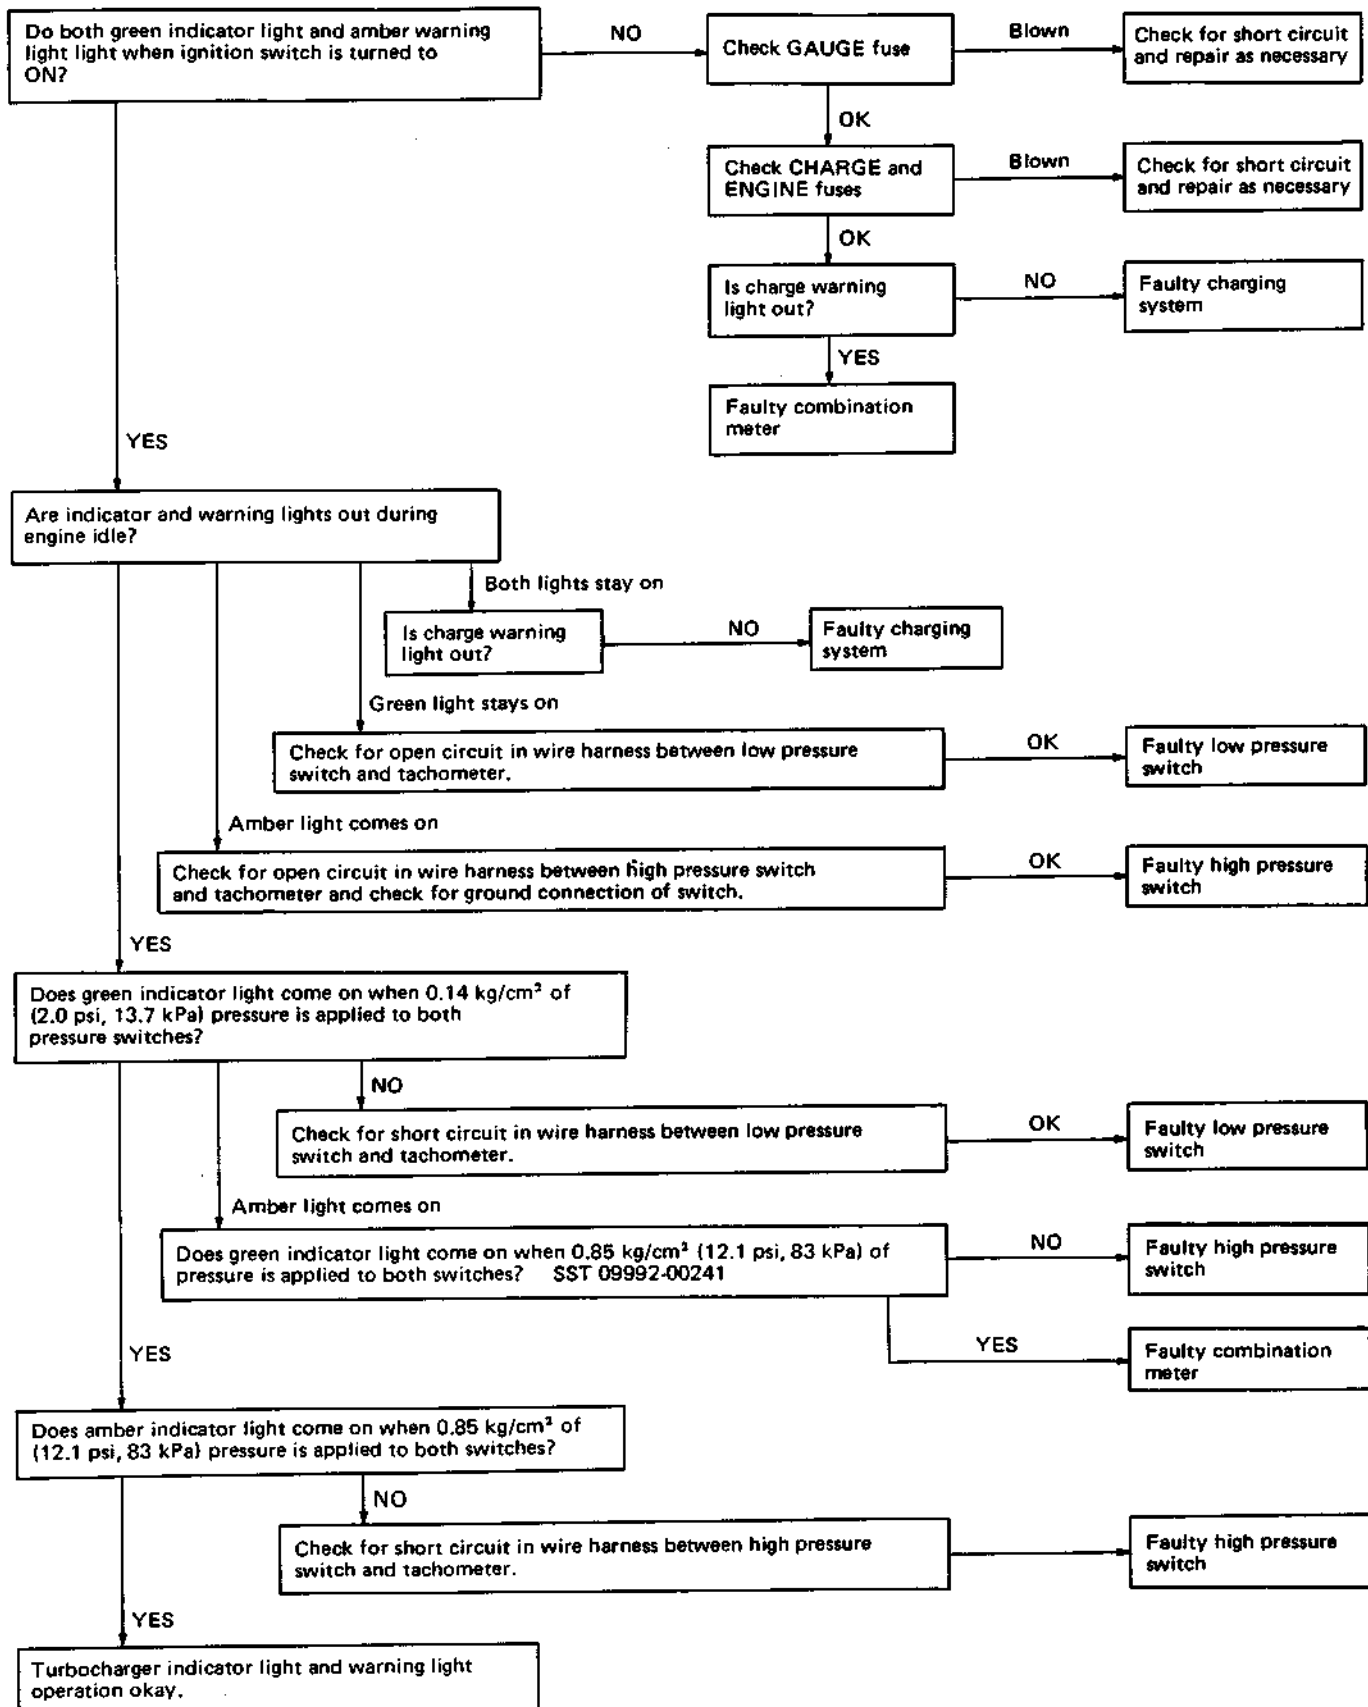 Do both green indicator light and amber warning
light light when ignition switch is turned to
ON?
NO
Check GAUGE fuse
Blown
Check for short circuit
and repair as necessary
OK
Check CHARGE and
ENGINE fuses
Blown
Check for short circuit
and repair as necessary
OK
Is charge warning
light out?
NO
Faulty charging
system
YES
Faulty combination
meter
YES
Are indicator and warning lights out during
engine idle?
Both lights stay on
Is charge warning
light out?
NO
Faulty charging
system
Green light stays on
Check for open circuit in wire harness between low pressure
switch and tachometer.
OK
Faulty low pressure
switch
Amber light comes on
Check for open circuit in wire harness between high pressure switch
and tachometer and check for ground connection of switch.
OK
Faulty high pressure
switch
YES
Does green indicator light come on when 0.14 kg/cm² of
(2.0 psi, 13.7 kPa) pressure is applied to both
pressure switches?
NO
Check for short circuit in wire harness between low pressure
switch and tachometer.
OK
Faulty low pressure
switch
Amber light comes on
Does green indicator light come on when 0.85 kg/cm² (12.1 psi, 83 kPa) of
pressure is applied to both switches? SST 09992-00241
NO
Faulty high pressure
switch
YES
Faulty combination
meter
YES
Does amber indicator light come on when 0.85 kg/cm² of
(12.1 psi, 83 kPa) pressure is applied to both switches?
NO
Check for short circuit in wire harness between high pressure
switch and tachometer.
Faulty high pressure
switch
YES
Turbocharger indicator light and warning light
operation okay.